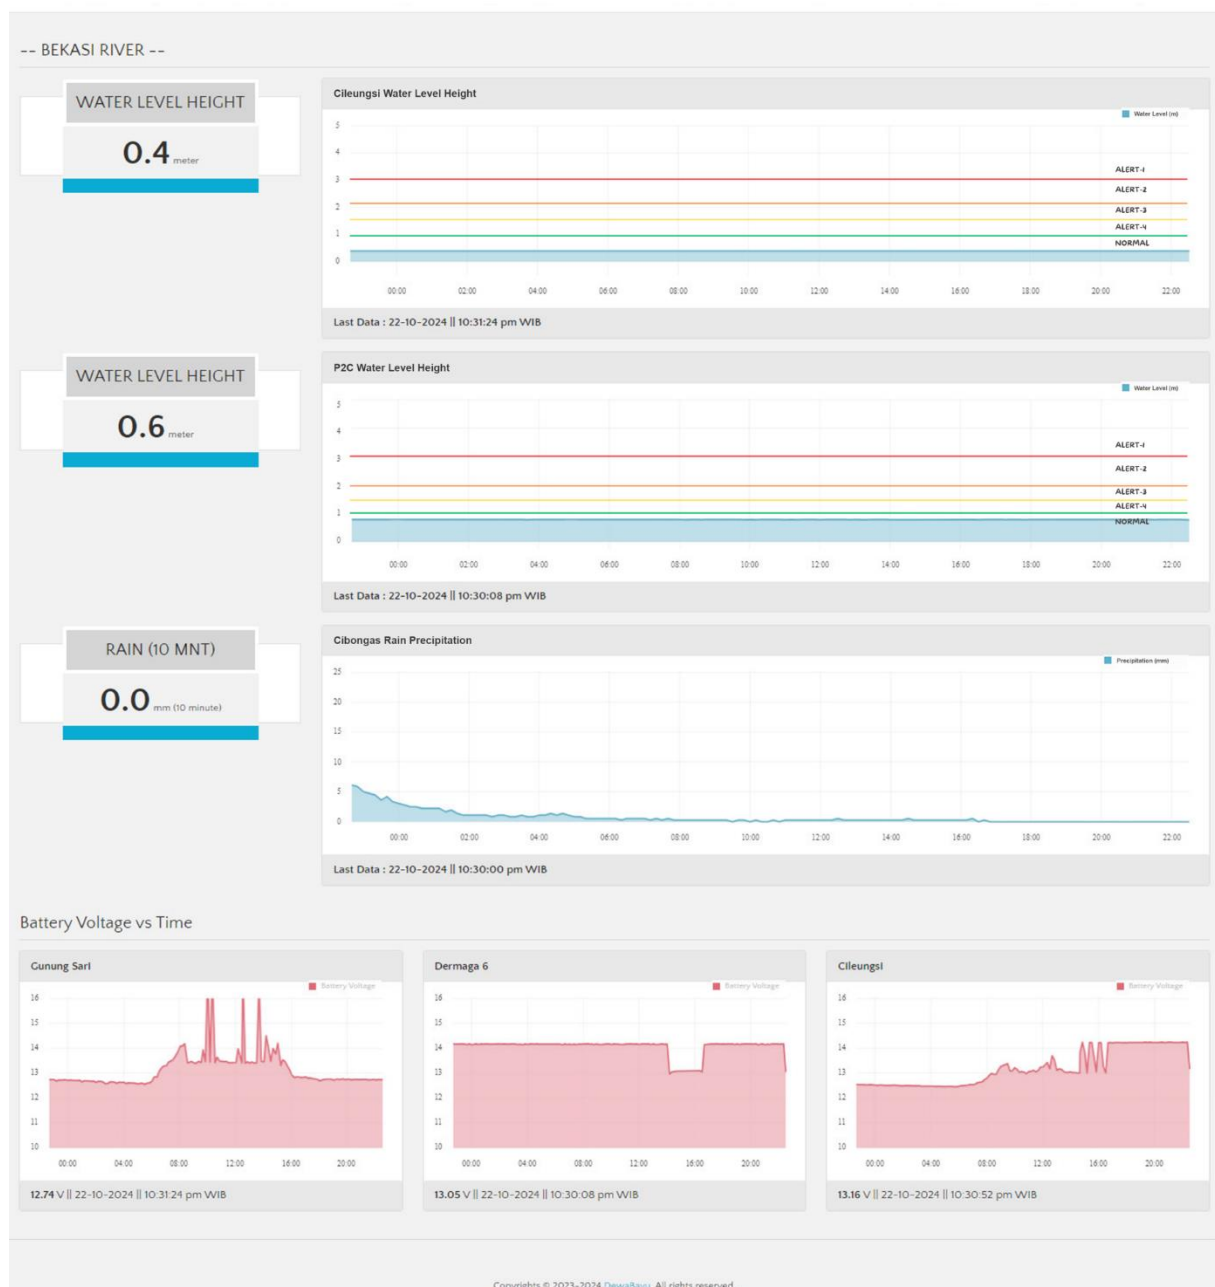 -- BEKASI RIVER --
WATER LEVEL HEIGHT
0.4 meter
Cileungsi Water Level Height
Water Level (m)
5
4
3
2
1
0
ALERT-1
ALERT-2
ALERT-3
ALERT-4
NORMAL
00:00 02:00 04:00 06:00 08:00 10:00 12:00 14:00 16:00 18:00 20:00 22:00
Last Data : 22-10-2024 || 10:31:24 pm WIB
WATER LEVEL HEIGHT
0.6 meter
P2C Water Level Height
Water Level (m)
5
4
3
2
1
0
ALERT-1
ALERT-2
ALERT-3
ALERT-4
NORMAL
00:00 02:00 04:00 06:00 08:00 10:00 12:00 14:00 16:00 18:00 20:00 22:00
Last Data : 22-10-2024 || 10:30:08 pm WIB
RAIN (10 MNT)
0.0 mm (10 minute)
Cibongas Rain Precipitation
Precipitation (mm)
25
20
15
10
5
0
00:00 02:00 04:00 06:00 08:00 10:00 12:00 14:00 16:00 18:00 20:00 22:00
Last Data : 22-10-2024 || 10:30:00 pm WIB
Battery Voltage vs Time
Gunung Sari
Battery Voltage
16
15
14
13
12
11
10
00:00 04:00 08:00 12:00 16:00 20:00
12.74 V || 22-10-2024 || 10:31:24 pm WIB
Dermaga 6
Battery Voltage
16
15
14
13
12
11
10
00:00 04:00 08:00 12:00 16:00 20:00
13.05 V || 22-10-2024 || 10:30:08 pm WIB
Cileungsi
Battery Voltage
16
15
14
13
12
11
10
00:00 04:00 08:00 12:00 16:00 20:00
13.16 V || 22-10-2024 || 10:30:52 pm WIB
Copyrights © 2023-2024 DewaBayu. All rights reserved